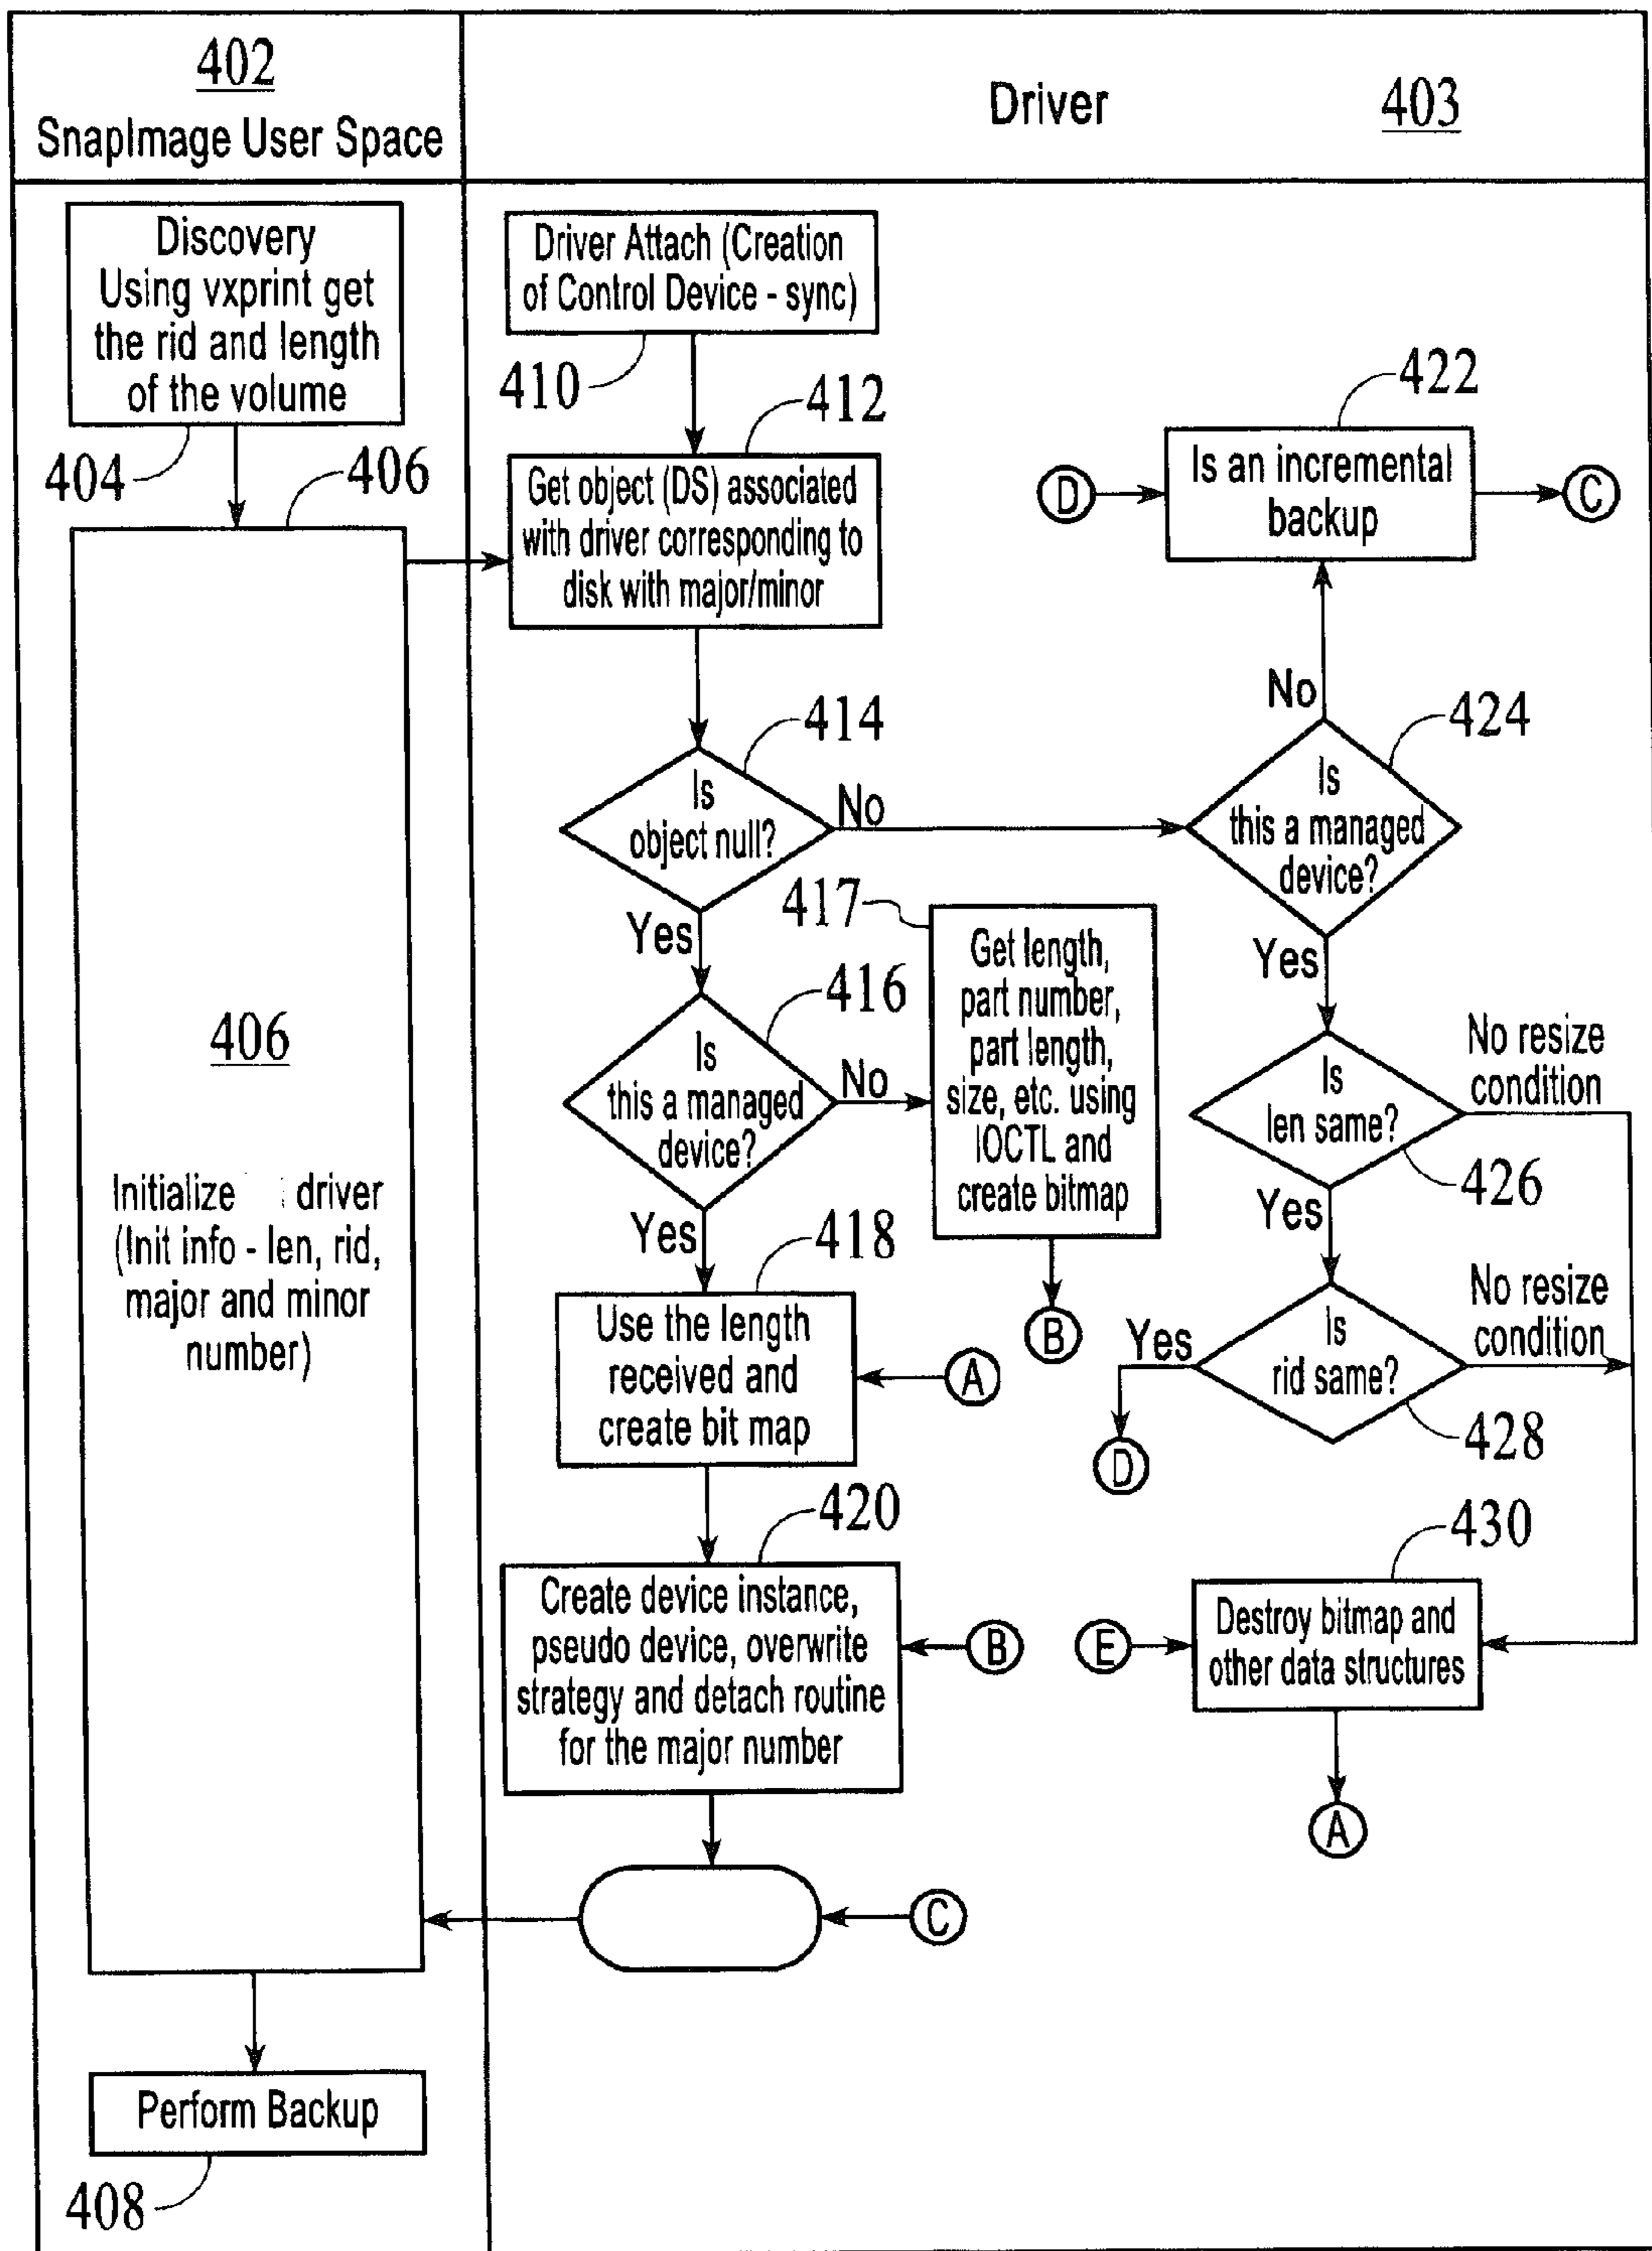 402
SnapImage User Space
Driver
403
Discovery
Using vxprint get
the rid and length
of the volume
404
406
406
Initialize driver
(Init info - len, rid,
major and minor
number)
Perform Backup
408
Driver Attach (Creation
of Control Device - sync)
410
412
Get object (DS) associated
with driver corresponding to
disk with major/minor
414
Is
object null?
No
Yes
416
Is
this a managed
device?
No
Yes
417
Get length,
part number,
part length,
size, etc. using
IOCTL and
create bitmap
B
418
Use the length
received and
create bit map
A
420
Create device instance,
pseudo device, overwrite
strategy and detach routine
for the major number
B
C
422
D
Is an incremental
backup
C
No
424
Is
this a managed
device?
Yes
No resize
condition
Is
len same?
426
Yes
No resize
condition
Is
rid same?
Yes
428
D
430
E
Destroy bitmap and
other data structures
A